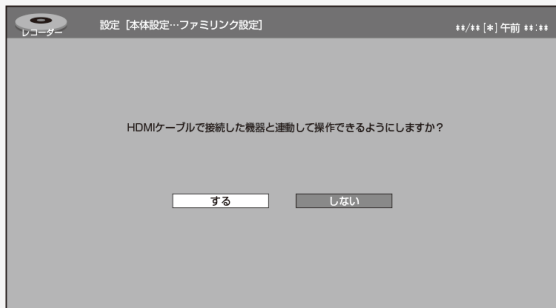 レコーダー
設定 [本体設定…ファミリンク設定]
**/** [*] 午前 **:**
HDMIケーブルで接続した機器と連動して操作できるようにしますか？
する
しない